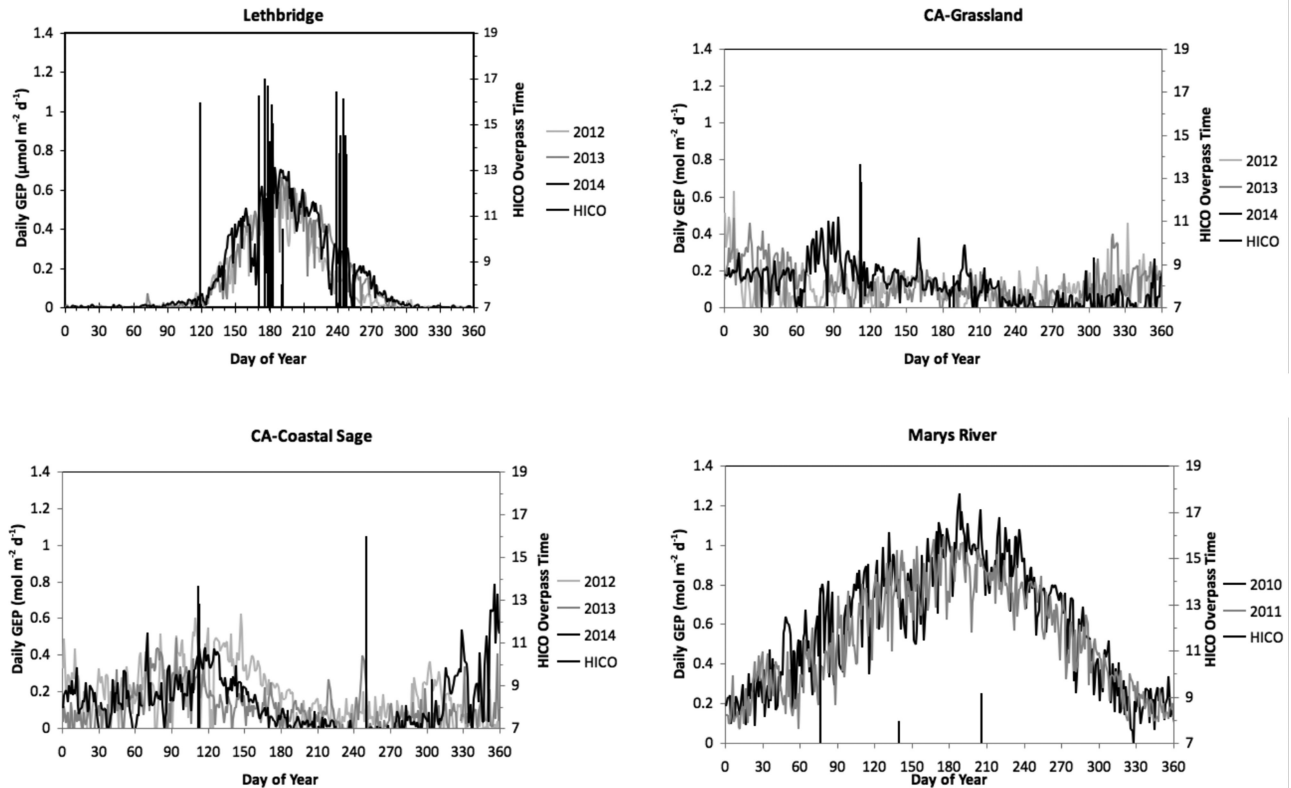 Lethbridge
1.4
1.2
1
0.8
0.6
0.4
0.2
0
Daily GEP (µmol m⁻² d⁻¹)
19
17
15
13
11
9
7
HICO Overpass Time
0 30 60 90 120 150 180 210 240 270 300 330 360
Day of Year
2012
2013
2014
HICO
CA-Grassland
1.4
1.2
1
0.8
0.6
0.4
0.2
0
Daily GEP (mol m⁻² d⁻¹)
19
17
15
13
11
9
7
HICO Overpass Time
0 30 60 90 120 150 180 210 240 270 300 330 360
Day of Year
2012
2013
2014
HICO
CA-Coastal Sage
1.4
1.2
1
0.8
0.6
0.4
0.2
0
Daily GEP (mol m⁻² d⁻¹)
19
17
15
13
11
9
7
HICO Overpass Time
0 30 60 90 120 150 180 210 240 270 300 330 360
Day of Year
2012
2013
2014
HICO
Marys River
1.4
1.2
1
0.8
0.6
0.4
0.2
0
Daily GEP (mol m⁻² d⁻¹)
19
17
15
13
11
9
7
HICO Overpass Time
0 30 60 90 120 150 180 210 240 270 300 330 360
Day of Year
2010
2011
HICO